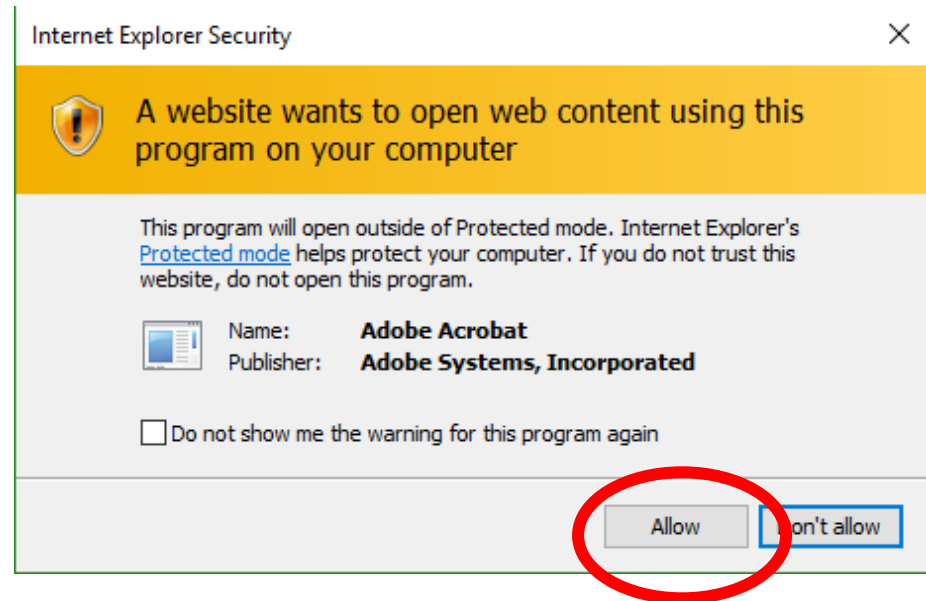 Internet Explorer Security
A website wants to open web content using this
program on your computer
This program will open outside of Protected mode. Internet Explorer's
Protected mode helps protect your computer. If you do not trust this
website, do not open this program.
Name: Adobe Acrobat
Publisher: Adobe Systems, Incorporated
Do not show me the warning for this program again
Allow Don't allow